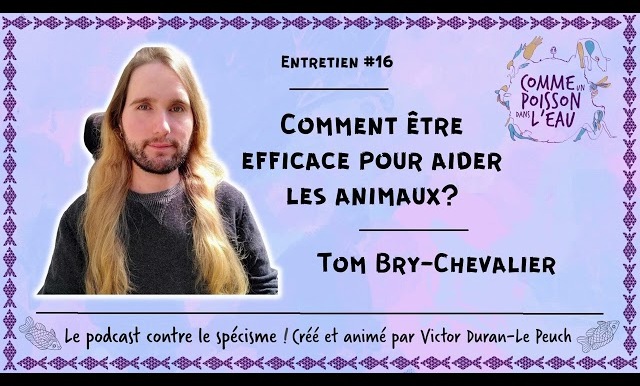 Entretien #16
Comme un
poisson
dans l'eau
Comment être
efficace pour aider
les animaux?
Tom Bry-Chevalier
Le podcast contre le spécisme ! Créé et animé par Victor Duran-Le Peuch